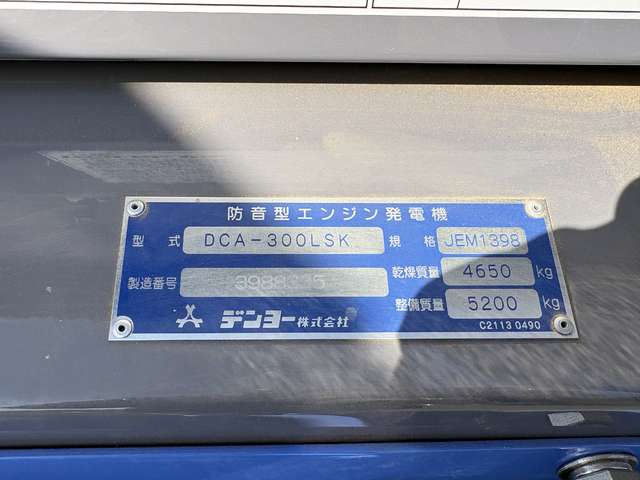 防音型エンジン発電機
型式 DCA-300LSK 規格 JEM1398
製造番号 乾燥質量 4650 kg
整備質量 5200 kg
デンヨー株式会社
C2113 0490